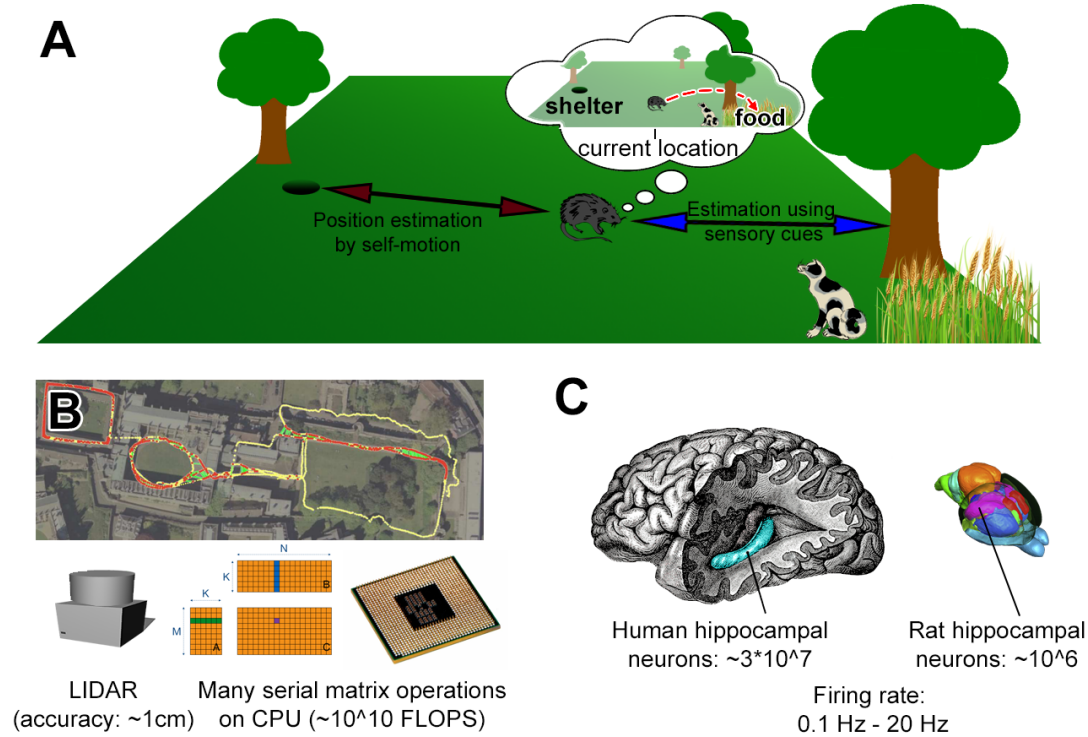 A
shelter
food
current location
Position estimation
by self-motion
Estimation using
sensory cues
B
N
K
B
K
M
A
C
LIDAR
(accuracy: ~1cm)
Many serial matrix operations
on CPU (~10^10 FLOPS)
C
Human hippocampal
neurons: ~3*10^7
Rat hippocampal
neurons: ~10^6
Firing rate:
0.1 Hz - 20 Hz